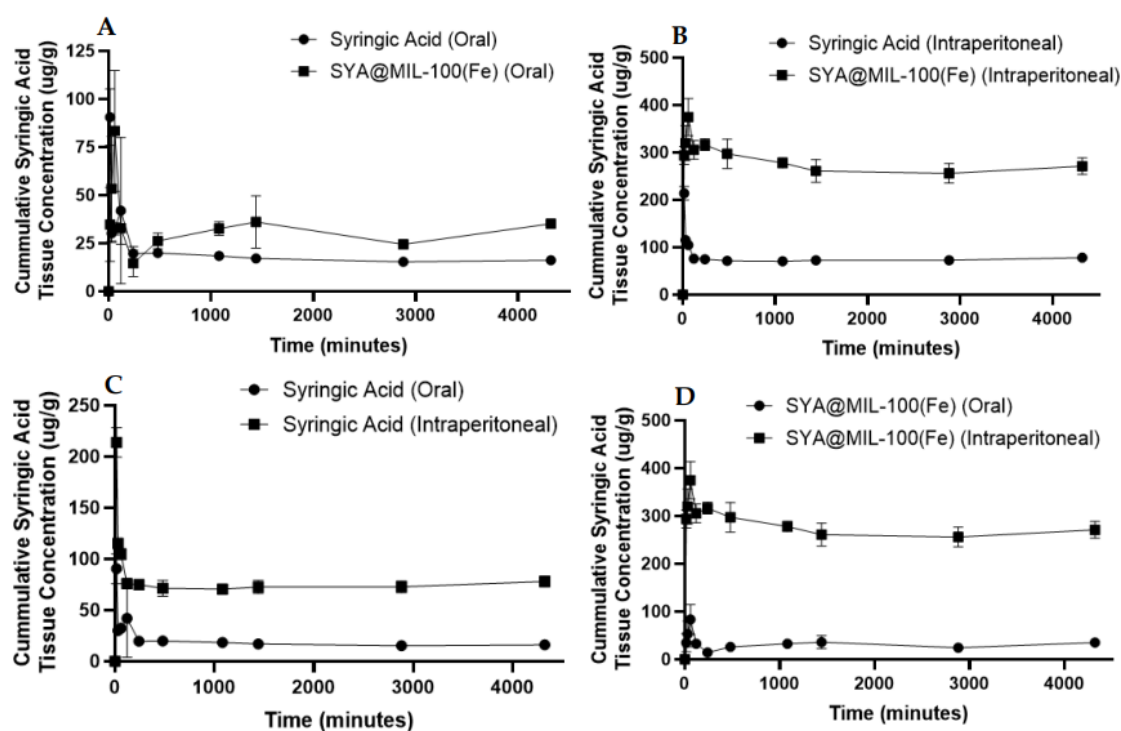 A
Syringic Acid (Oral)
SYA@MIL-100(Fe) (Oral)
Cummulative Syringic Acid
Tissue Concentration (ug/g)
125
100
75
50
25
0
0 1000 2000 3000 4000
Time (minutes)
B
Syringic Acid (Intraperitoneal)
SYA@MIL-100(Fe) (Intraperitoneal)
Cummulative Syringic Acid
Tissue Concentration (ug/g)
500
400
300
200
100
0
0 1000 2000 3000 4000
Time (minutes)
C
Syringic Acid (Oral)
Syringic Acid (Intraperitoneal)
Cummulative Syringic Acid
Tissue Concentration (ug/g)
250
200
150
100
50
0
0 1000 2000 3000 4000
Time (minutes)
D
SYA@MIL-100(Fe) (Oral)
SYA@MIL-100(Fe) (Intraperitoneal)
Cummulative Syringic Acid
Tissue Concentration (ug/g)
500
400
300
200
100
0
0 1000 2000 3000 4000
Time (minutes)